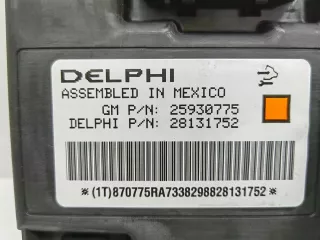 DELPHI
ASSEMBLED IN MEXICO
GM P/N: 25930775
DELPHI P/N: 28131752
*(1T)870775RA7338298828131752*